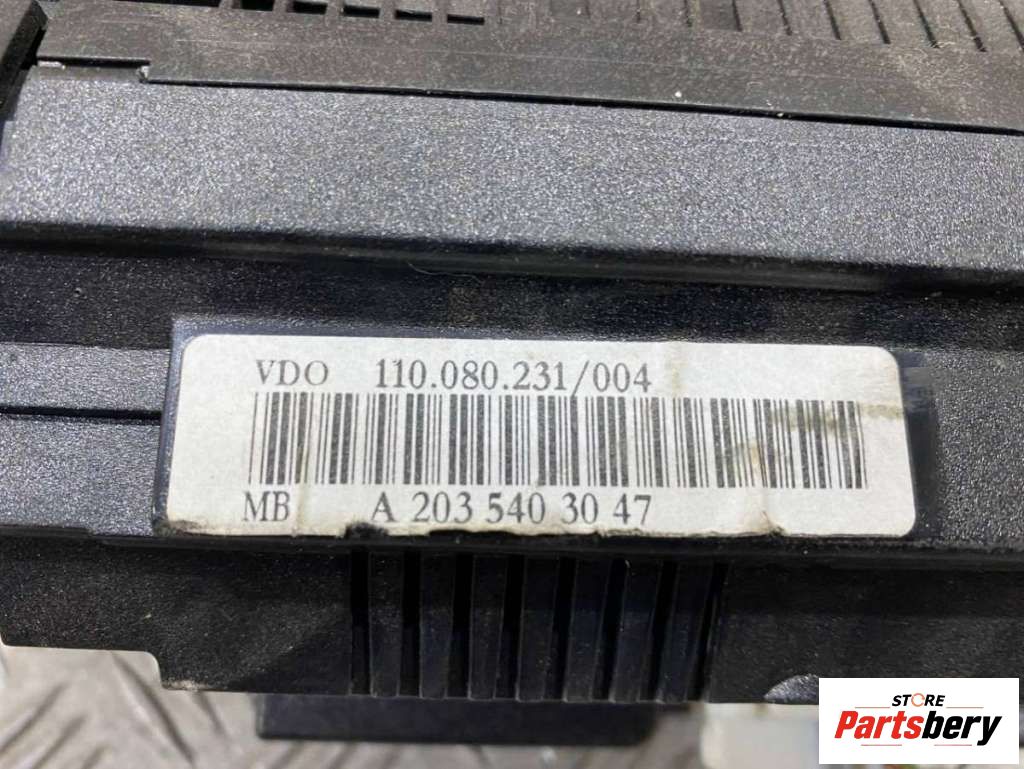 VDO 110.080.231/004
MB A 203 540 30 47
STORE
Partsbery